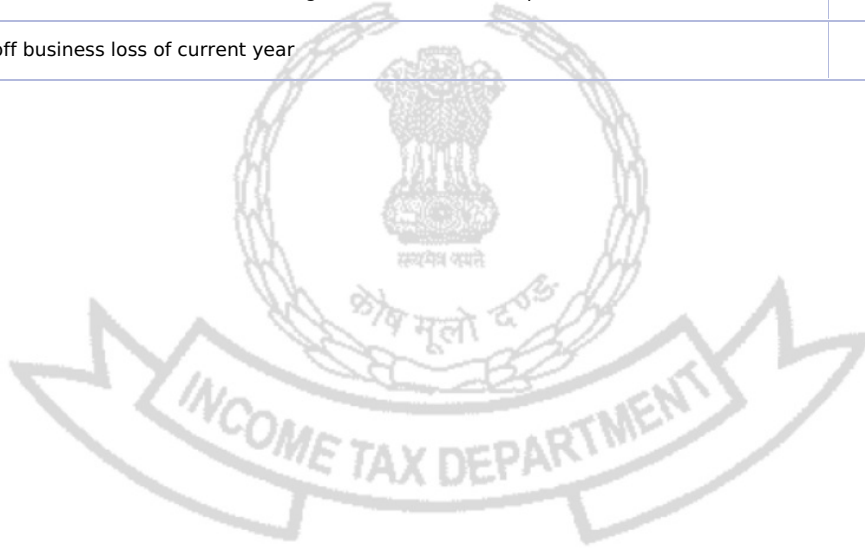 off business loss of current year
सत्यमेव जयते
कोष मूलो दण्डः
INCOME TAX DEPARTMENT